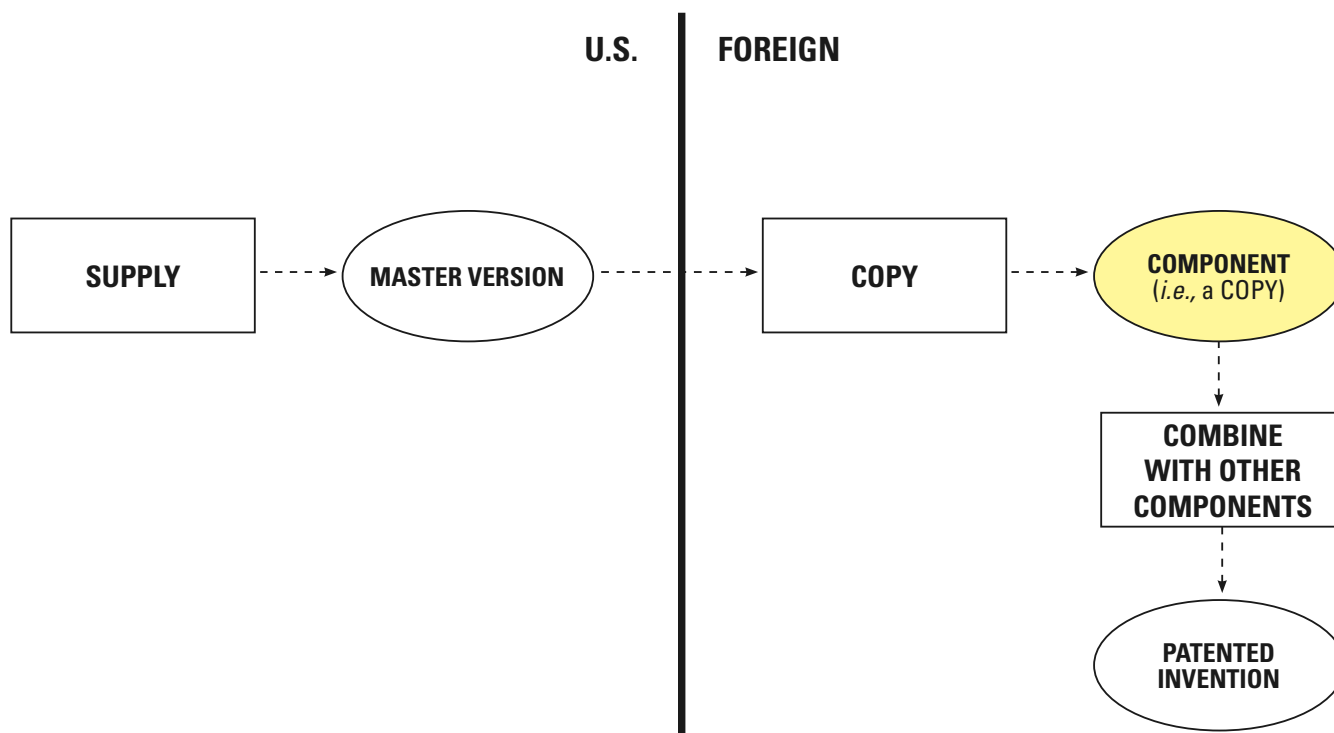 U.S.
FOREIGN
SUPPLY
MASTER VERSION
COPY
COMPONENT
(i.e., a COPY)
COMBINE
WITH OTHER
COMPONENTS
PATENTED
INVENTION